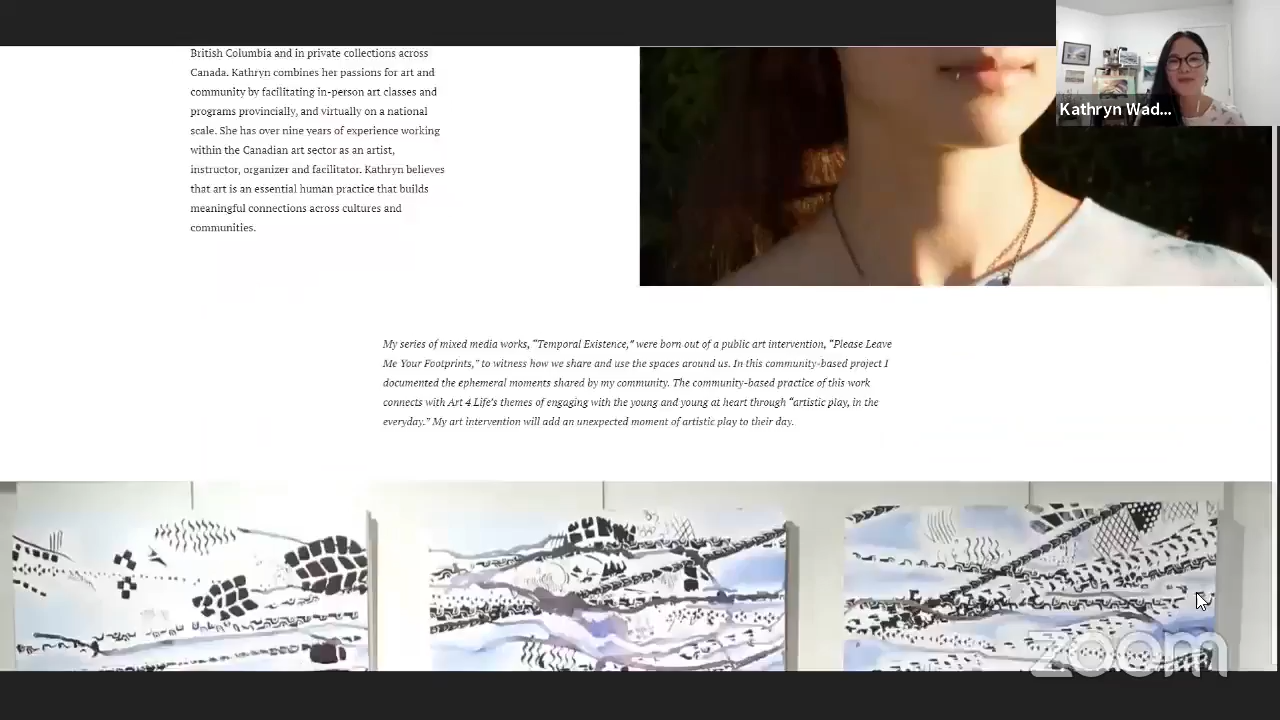 British Columbia and in private collections across
Canada. Kathryn combines her passions for art and
community by facilitating in-person art classes and
programs provincially, and virtually on a national
scale. She has over nine years of experience working
within the Canadian art sector as an artist,
instructor, organizer and facilitator. Kathryn believes
that art is an essential human practice that builds
meaningful connections across cultures and
communities.
Kathryn Wad...
My series of mixed media works, “Temporal Existence,” were born out of a public art intervention, “Please Leave
Me Your Footprints,” to witness how we share and use the spaces around us. In this community-based project I
documented the ephemeral moments shared by my community. The community-based practice of this work
connects with Art 4 Life’s themes of engaging with the young and young at heart through “artistic play, in the
everyday.” My art intervention will add an unexpected moment of artistic play to their day.
zoom